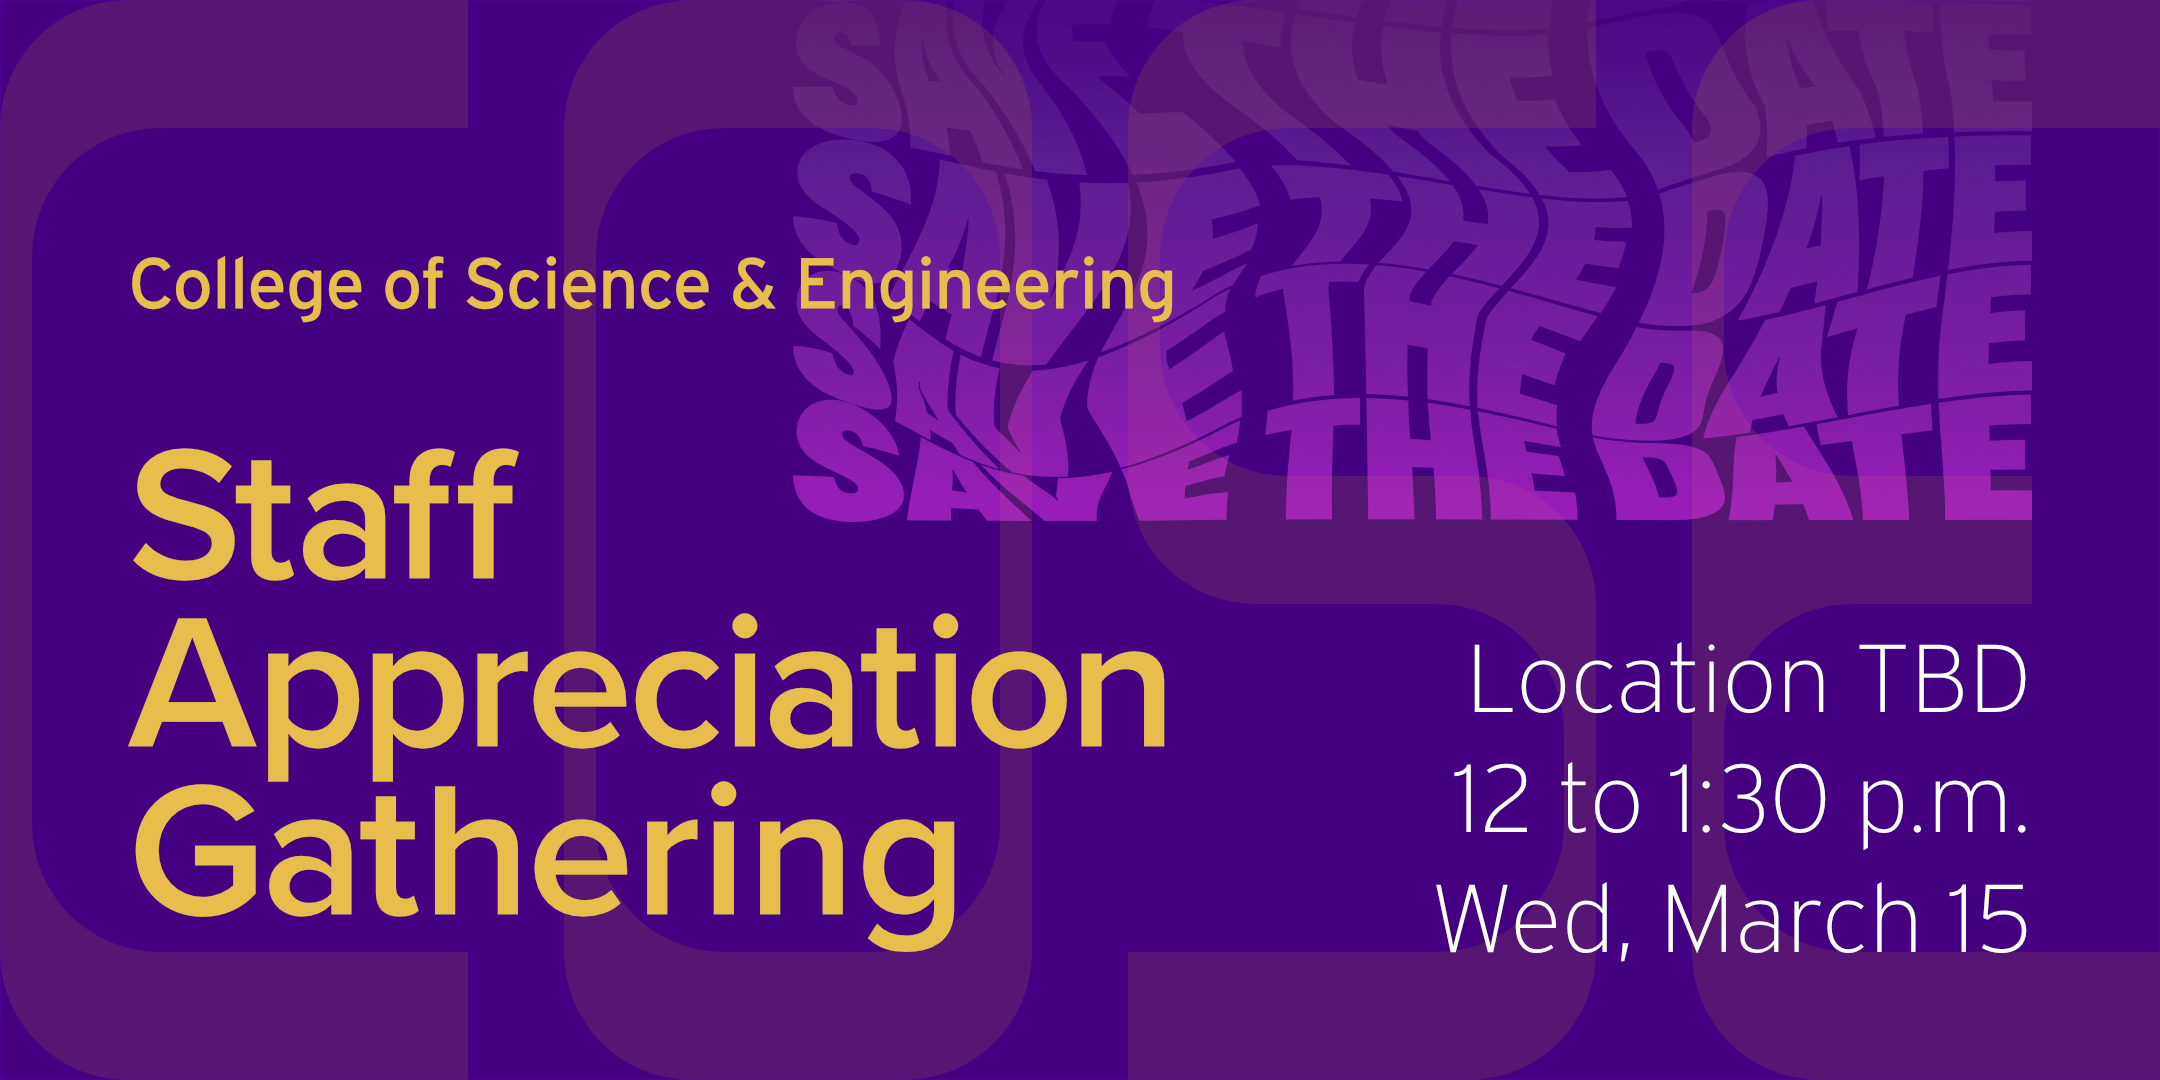 SAVE THE DATE
SAVE THE DATE
SAVE THE DATE
SAVE THE DATE
College of Science & Engineering
Staff
Appreciation
Gathering
Location TBD
12 to 1:30 p.m.
Wed, March 15